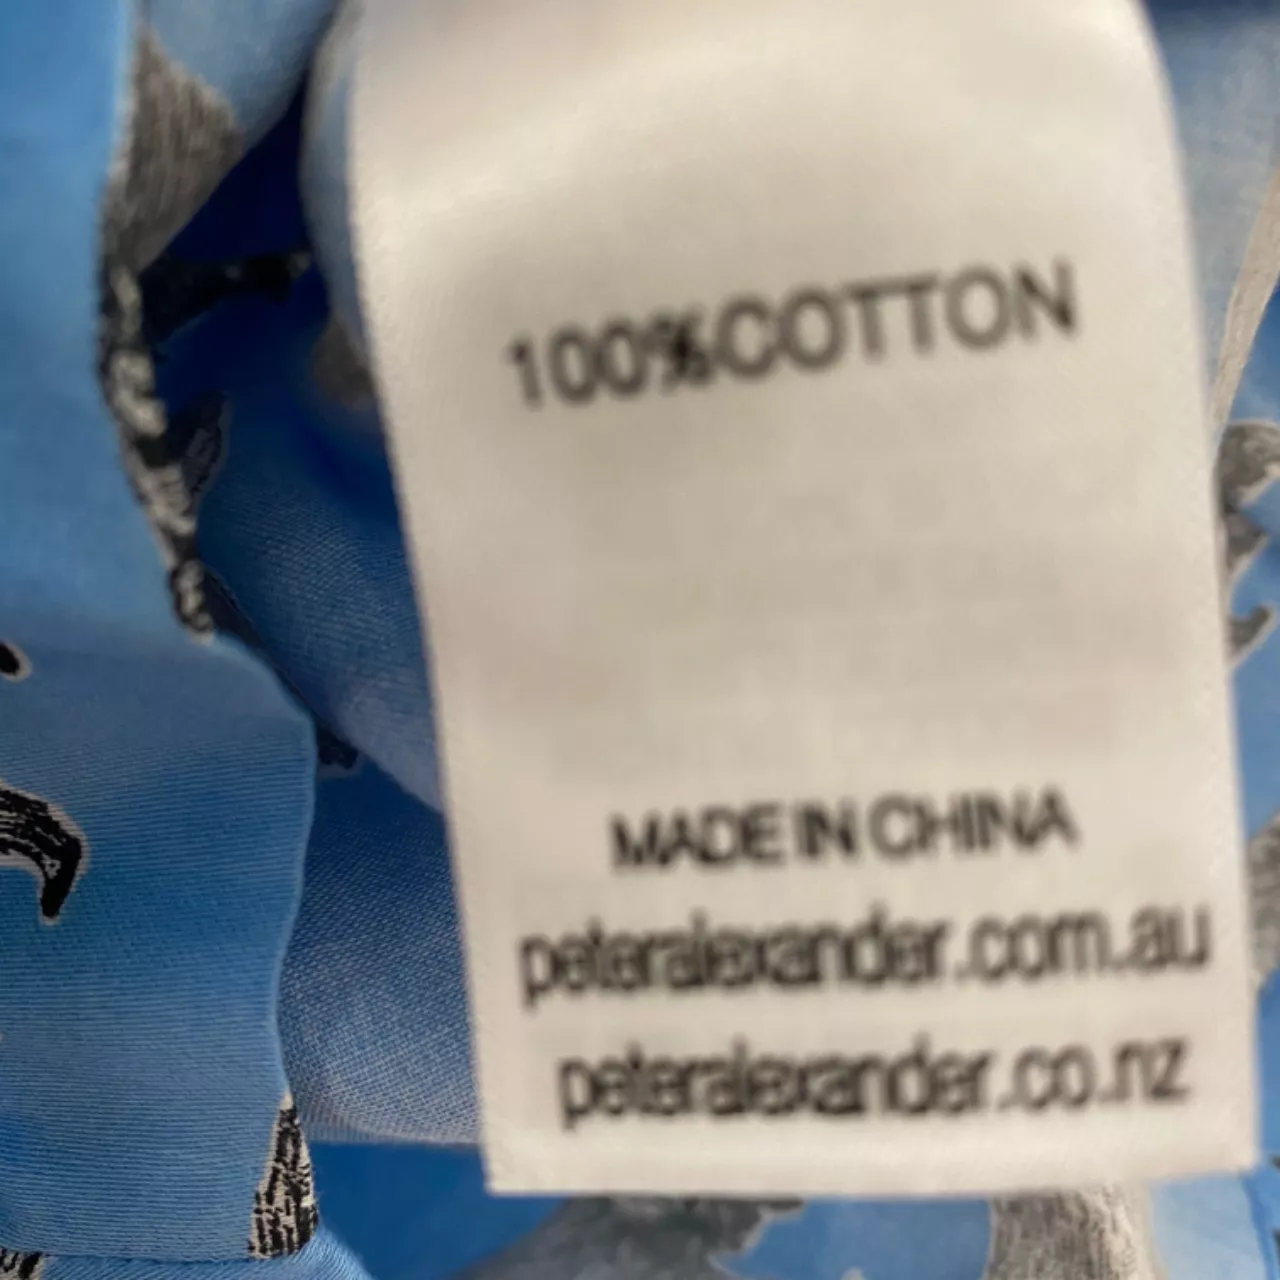 100%COTTON
MADE IN CHINA
peteralexander.com.au
peteralexander.co.nz